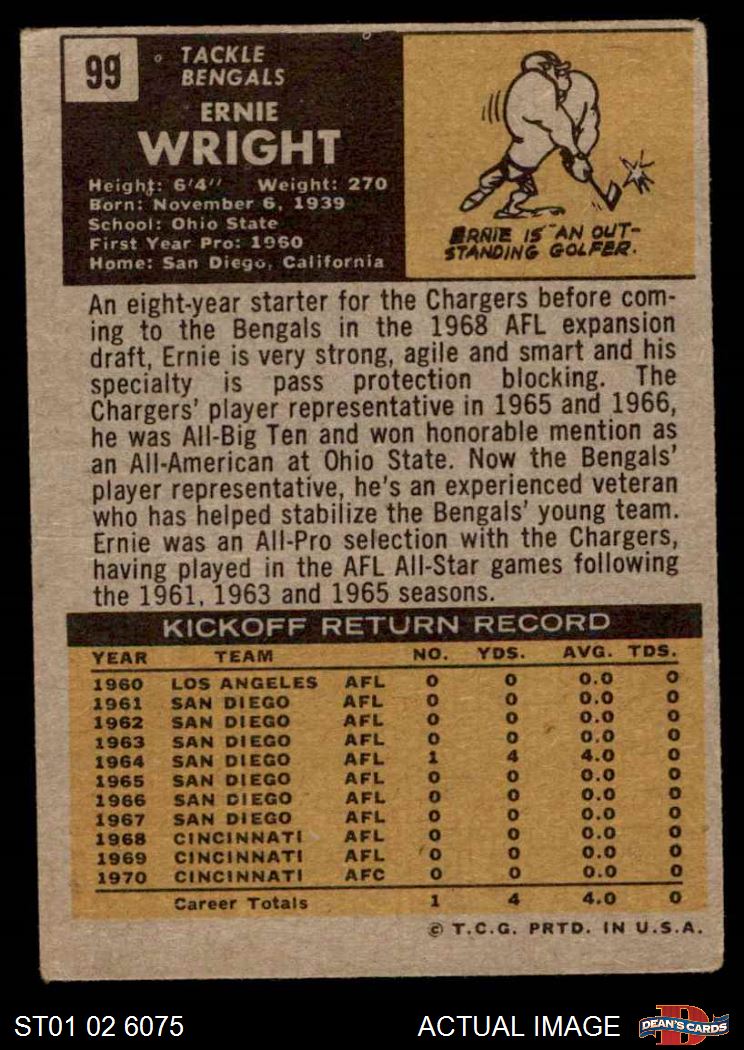 99
TACKLE
BENGALS
ERNIE
WRIGHT
Height: 6'4" Weight: 270
Born: November 6, 1939
School: Ohio State
First Year Pro: 1960
Home: San Diego, California
ERNIE IS AN OUT-
STANDING GOLFER.
An eight-year starter for the Chargers before com-
ing to the Bengals in the 1968 AFL expansion
draft, Ernie is very strong, agile and smart and his
specialty is pass protection blocking. The
Chargers' player representative in 1965 and 1966,
he was All-Big Ten and won honorable mention as
an All-American at Ohio State. Now the Bengals'
player representative, he's an experienced veteran
who has helped stabilize the Bengals' young team.
Ernie was an All-Pro selection with the Chargers,
having played in the AFL All-Star games following
the 1961, 1963 and 1965 seasons.
KICKOFF RETURN RECORD
YEAR TEAM NO. YDS. AVG. TDS.
1960 LOS ANGELES AFL 0 0 0.0 0
1961 SAN DIEGO AFL 0 0 0.0 0
1962 SAN DIEGO AFL 0 0 0.0 0
1963 SAN DIEGO AFL 0 0 0.0 0
1964 SAN DIEGO AFL 1 4 4.0 0
1965 SAN DIEGO AFL 0 0 0.0 0
1966 SAN DIEGO AFL 0 0 0.0 0
1967 SAN DIEGO AFL 0 0 0.0 0
1968 CINCINNATI AFL 0 0 0.0 0
1969 CINCINNATI AFL 0 0 0.0 0
1970 CINCINNATI AFC 0 0 0.0 0
Career Totals 1 4 4.0 0
© T.C.G. PRTD. IN U.S.A.
ST01 02 6075 ACTUAL IMAGE DEAN'S CARDS